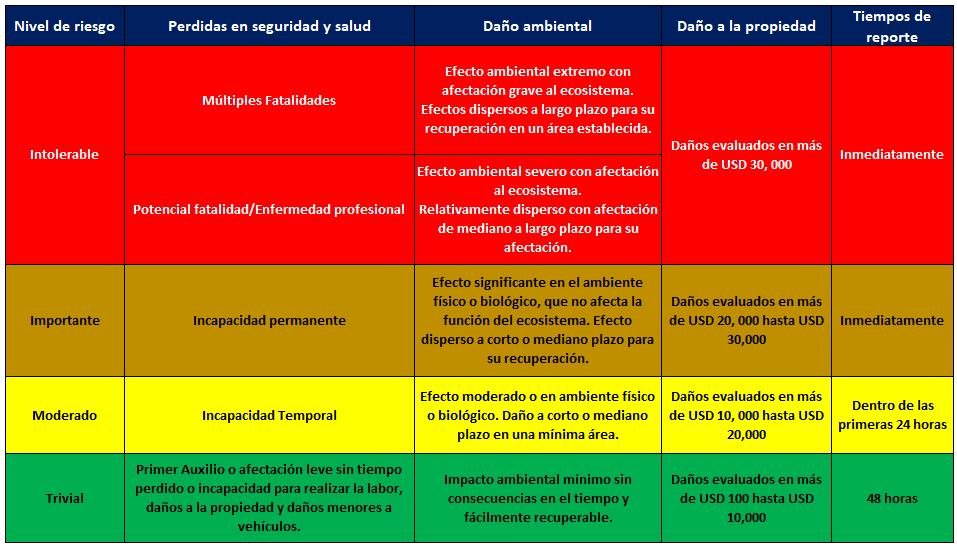 Nivel de riesgo
Perdidas en seguridad y salud
Daño ambiental
Daño a la propiedad
Tiempos de
reporte
Intolerable
Múltiples Fatalidades
Efecto ambiental extremo con
afectación grave al ecosistema.
Efectos dispersos a largo plazo para su
recuperación en un área establecida.
Daños evaluados en más
de USD 30, 000
Inmediatamente
Potencial fatalidad/Enfermedad profesional
Efecto ambiental severo con afectación
al ecosistema.
Relativamente disperso con afectación
de mediano a largo plazo para su
afectación.
Importante
Incapacidad permanente
Efecto significante en el ambiente
físico o biológico, que no afecta la
función del ecosistema. Efecto
disperso a corto o mediano plazo para
su recuperación.
Daños evaluados en más
de USD 20, 000 hasta USD
30,000
Inmediatamente
Moderado
Incapacidad Temporal
Efecto moderado o en ambiente físico
o biológico. Daño a corto o mediano
plazo en una mínima área.
Daños evaluados en más
de USD 10, 000 hasta USD
20,000
Dentro de las
primeras 24 horas
Trivial
Primer Auxilio o afectación leve sin tiempo
perdido o incapacidad para realizar la labor,
daños a la propiedad y daños menores a
vehículos.
Impacto ambiental mínimo sin
consecuencias en el tiempo y
fácilmente recuperable.
Daños evaluados en más
de USD 100 hasta USD
10,000
48 horas